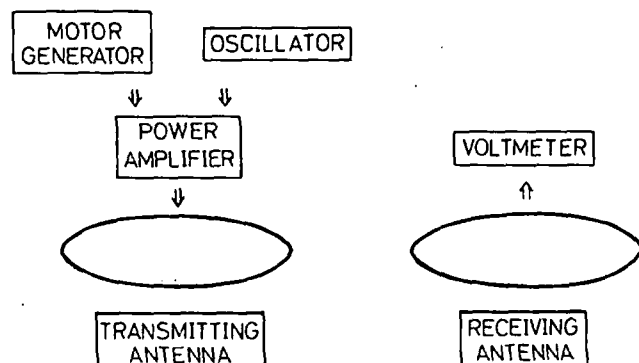 MOTOR
GENERATOR
OSCILLATOR
POWER
AMPLIFIER
VOLTMETER
TRANSMITTING
ANTENNA
RECEIVING
ANTENNA